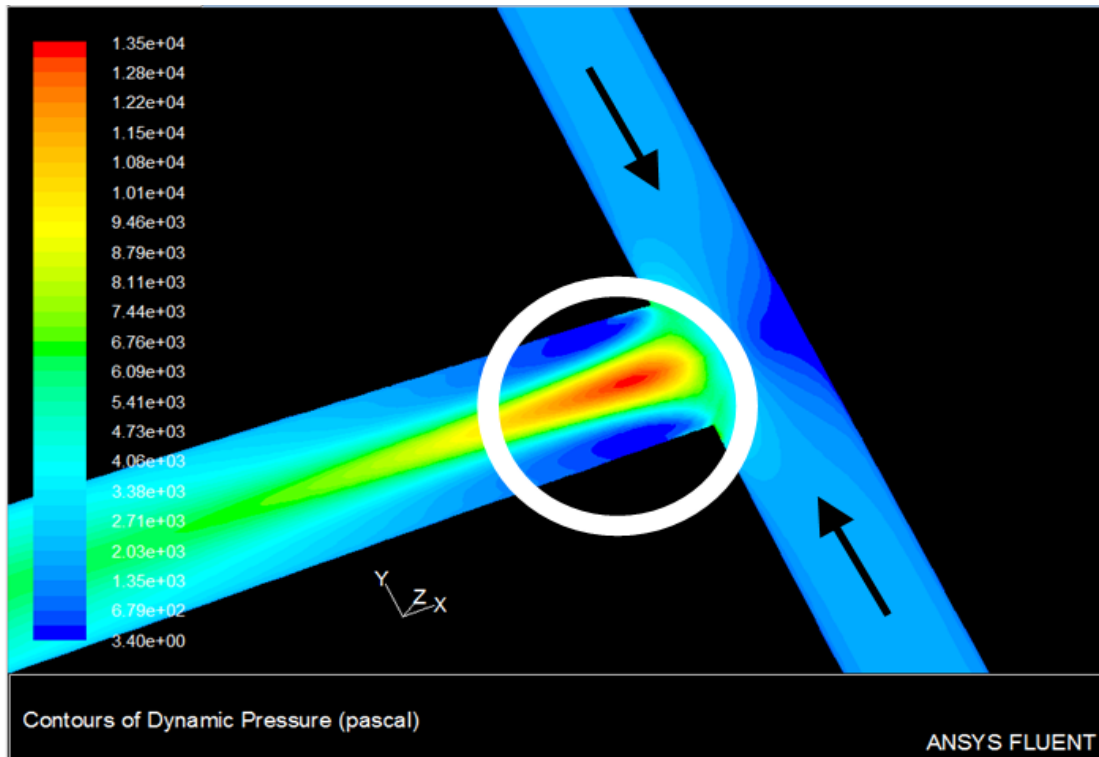 1.35e+04
1.28e+04
1.22e+04
1.15e+04
1.08e+04
1.01e+04
9.46e+03
8.79e+03
8.11e+03
7.44e+03
6.76e+03
6.09e+03
5.41e+03
4.73e+03
4.06e+03
3.38e+03
2.71e+03
2.03e+03
1.35e+03
6.79e+02
3.40e+00
Y
Z
X
Contours of Dynamic Pressure (pascal)
ANSYS FLUENT